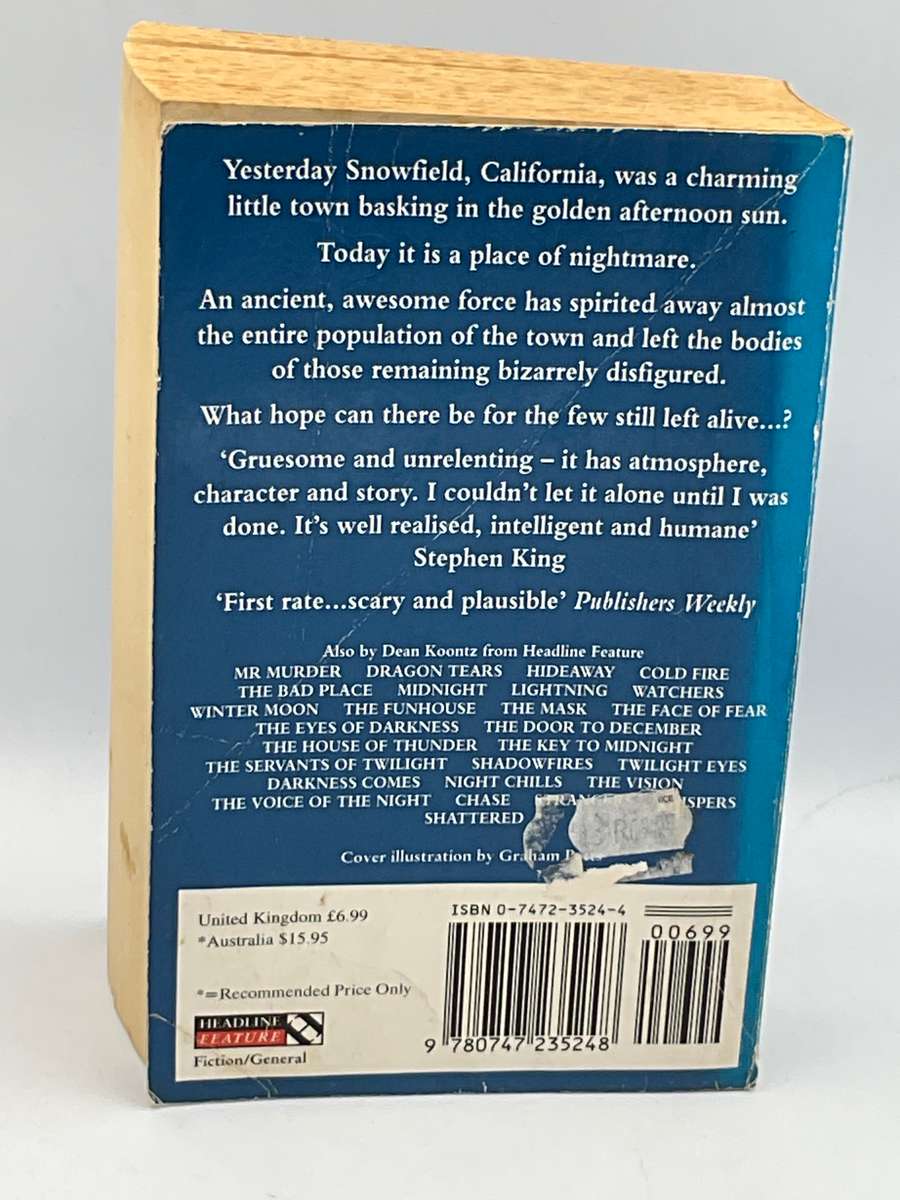 Yesterday Snowfield, California, was a charming
little town basking in the golden afternoon sun.
Today it is a place of nightmare.
An ancient, awesome force has spirited away almost
the entire population of the town and left the bodies
of those remaining bizarrely disfigured.
What hope can there be for the few still left alive...?
‘Gruesome and unrelenting – it has atmosphere,
character and story. I couldn’t let it alone until I was
done. It’s well realised, intelligent and humane’
Stephen King
‘First rate...scary and plausible’ Publishers Weekly
Also by Dean Koontz from Headline Feature
MR MURDER DRAGON TEARS HIDEAWAY COLD FIRE
THE BAD PLACE MIDNIGHT LIGHTNING WATCHERS
WINTER MOON THE FUNHOUSE THE MASK THE FACE OF FEAR
THE EYES OF DARKNESS THE DOOR TO DECEMBER
THE HOUSE OF THUNDER THE KEY TO MIDNIGHT
THE SERVANTS OF TWILIGHT SHADOWFIRES TWILIGHT EYES
DARKNESS COMES NIGHT CHILLS THE VISION
THE VOICE OF THE NIGHT CHASE
SHATTERED
Cover illustration by Graham
United Kingdom £6.99
*Australia $15.95
*=Recommended Price Only
HEADLINE
FEATURE
Fiction/General
ISBN 0-7472-3524-4
00699
9 780747 235248